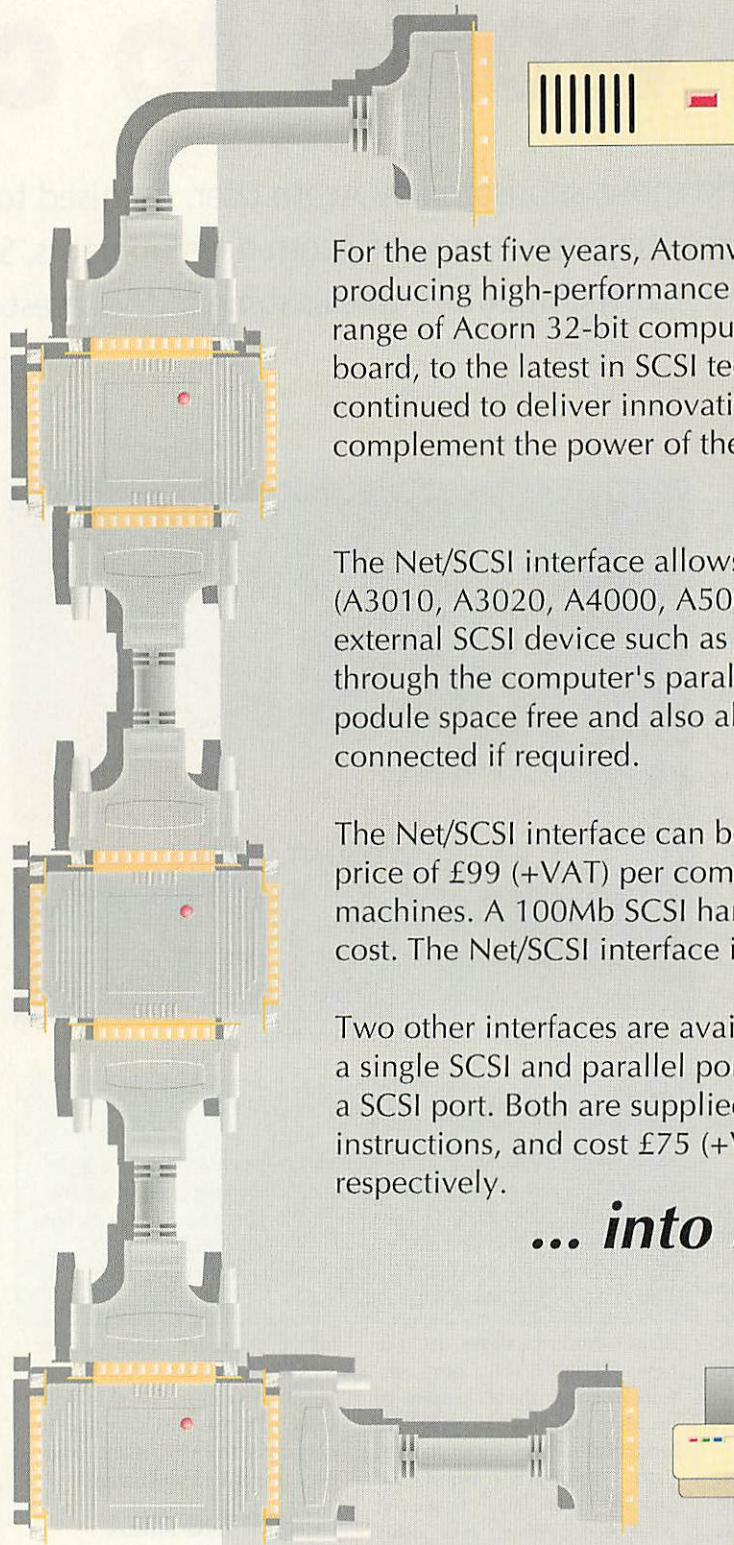 For the past five years, Atomw
producing high-performance
range of Acorn 32-bit compu
board, to the latest in SCSI te
continued to deliver innovati
complement the power of the
The Net/SCSI interface allows
(A3010, A3020, A4000, A50
external SCSI device such as
through the computer's paral
podule space free and also al
connected if required.
The Net/SCSI interface can be
price of £99 (+VAT) per com
machines. A 100Mb SCSI har
cost. The Net/SCSI interface i
Two other interfaces are avai
a single SCSI and parallel po
a SCSI port. Both are supplied
instructions, and cost £75 (+V
respectively.
... into